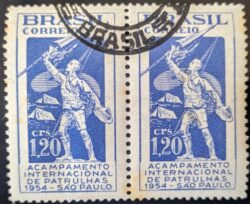 BRASIL
CORREIO
CRS
1,20
ACAMPAMENTO
INTERNACIONAL
DE PATRULHAS
1954-SÃO PAULO
BRASIL
CRS
1,20
ACAMPAMENTO
INTERNACIONAL
DE PATRULHAS
1954-SÃO PAULO
BRASIL